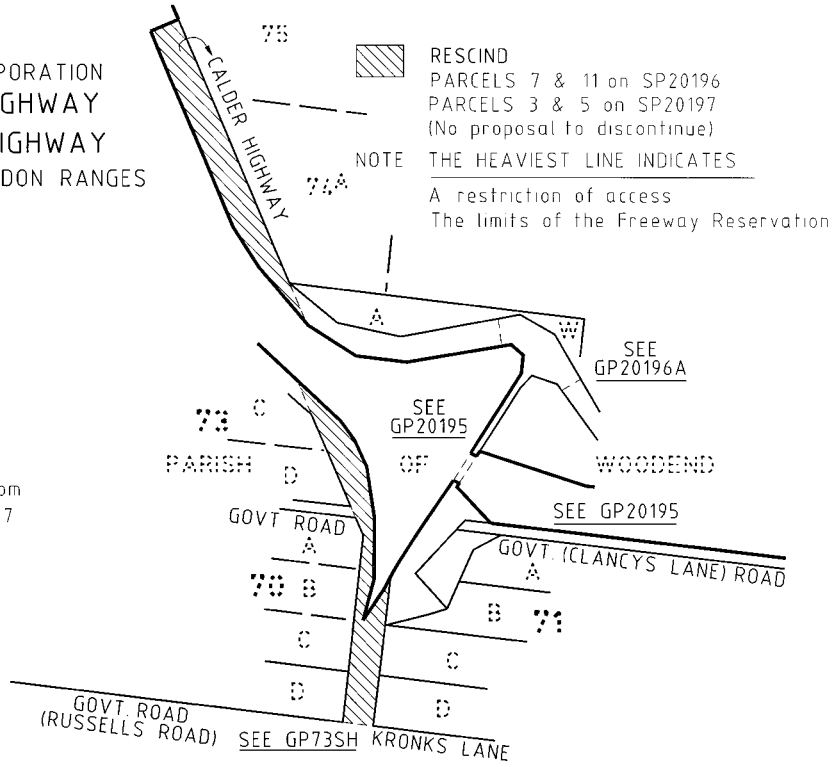 75
RESCIND
PARCELS 7 & 11 on SP20196
PARCELS 3 & 5 on SP20197
(No proposal to discontinue)
NOTE THE HEAVIEST LINE INDICATES
A restriction of access
The limits of the Freeway Reservation
PORATION
GHWAY
IGHWAY
DON RANGES
CALDER HIGHWAY
74A
A
W
SEE
GP20196A
SEE
GP20195
73
C
PARISH
D
OF
WOODEND
om
7
GOVT ROAD
SEE GP20195
GOVT. (CLANCYS LANE) ROAD
A
A
70
B
B
71
C
C
D
D
GOVT. ROAD
(RUSSELLS ROAD)
SEE GP73SH
KRONKS LANE